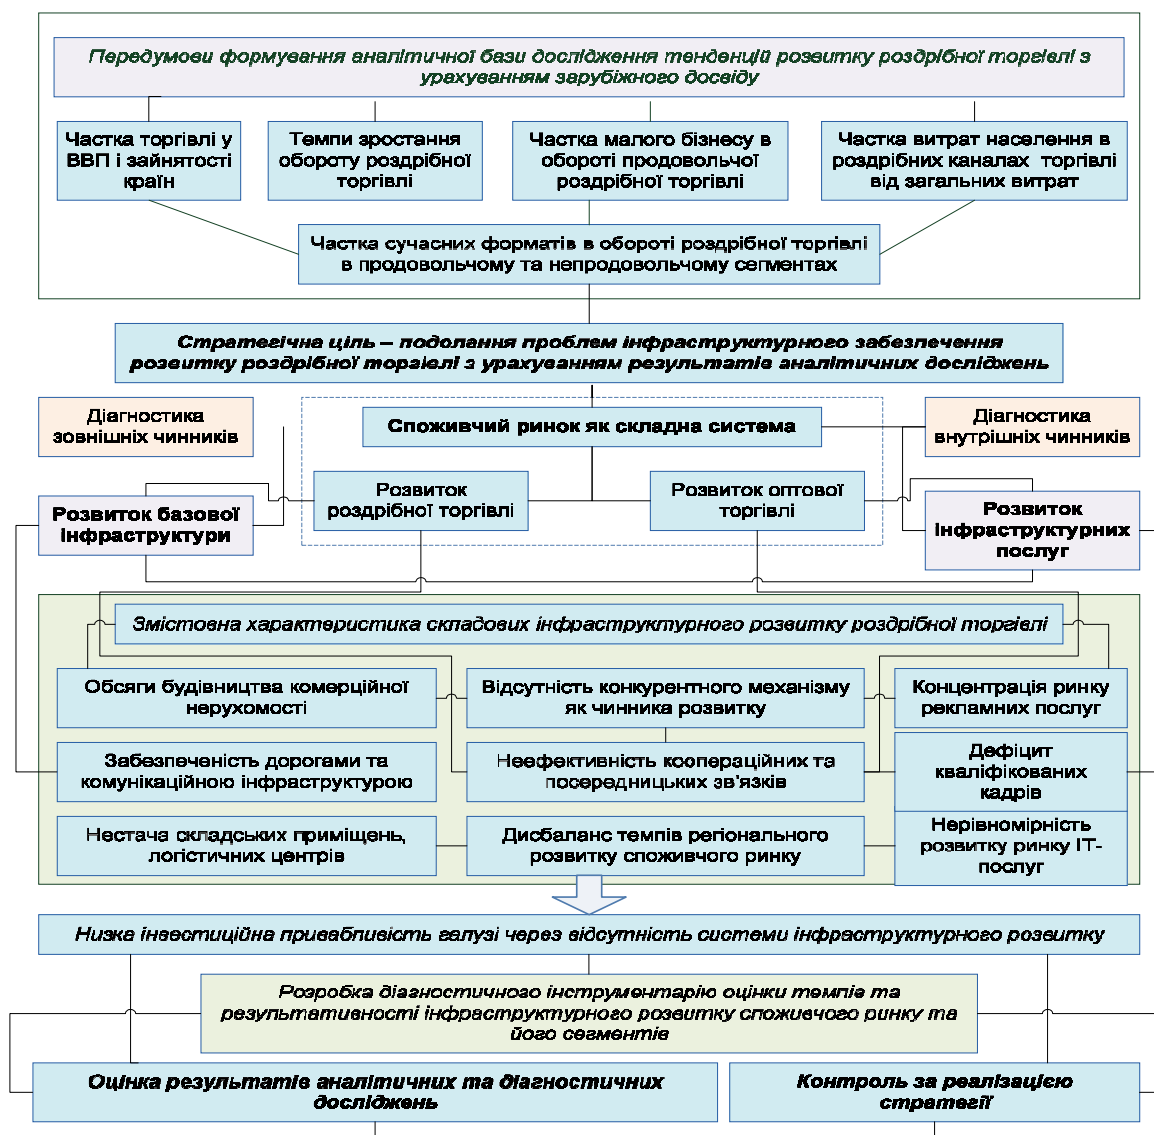 Передумови формування аналітичної бази дослідження тенденцій розвитку роздрібної торгівлі з
урахуванням зарубіжного досвіду
Частка торгівлі у
ВВП і зайнятості
країн
Темпи зростання
обороту роздрібної
торгівлі
Частка малого бізнесу в
обороті продовольчої
роздрібної торгівлі
Частка витрат населення в
роздрібних каналах торгівлі
від загальних витрат
Частка сучасних форматів в обороті роздрібної торгівлі
в продовольчому та непродовольчому сегментах
Стратегічна ціль – подолання проблем інфраструктурного забезпечення
розвитку роздрібної торгівлі з урахуванням результатів аналітичних досліджень
Діагностика
зовнішніх чинників
Споживчий ринок як складна система
Діагностика
внутрішніх чинників
Розвиток
роздрібної торгівлі
Розвиток оптової
торгівлі
Розвиток базової
інфраструктури
Розвиток
інфраструктурних
послуг
Змістовна характеристика складових інфраструктурного розвитку роздрібної торгівлі
Обсяги будівництва комерційної
нерухомості
Відсутність конкурентного механізму
як чинника розвитку
Концентрація ринку
рекламних послуг
Забезпеченість дорогами та
комунікаційною інфраструктурою
Неефективність коопераційних та
посередницьких зв'язків
Дефіцит
кваліфікованих
кадрів
Нестача складських приміщень,
логістичних центрів
Дисбаланс темпів регіонального
розвитку споживчого ринку
Нерівномірність
розвитку ринку ІТ-
послуг
Низка інвестиційна привабливість галузі через відсутність системи інфраструктурного розвитку
Розробка діагностичного інструментарію оцінки темпів та
результативності інфраструктурного розвитку споживчого ринку та
його сегментів
Оцінка результатів аналітичних та діагностичних
досліджень
Контроль за реалізацією
стратегії